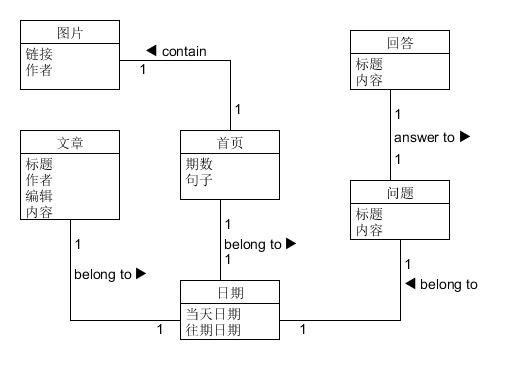 图片
链接
作者
◀ contain
1
1
回答
标题
内容
1
answer to ▶
1
文章
标题
作者
编辑
内容
首页
期数
句子
问题
标题
内容
1
belong to ▶
1
belong to ▶
1
1
◀ belong to
日期
当天日期
往期日期
1
1